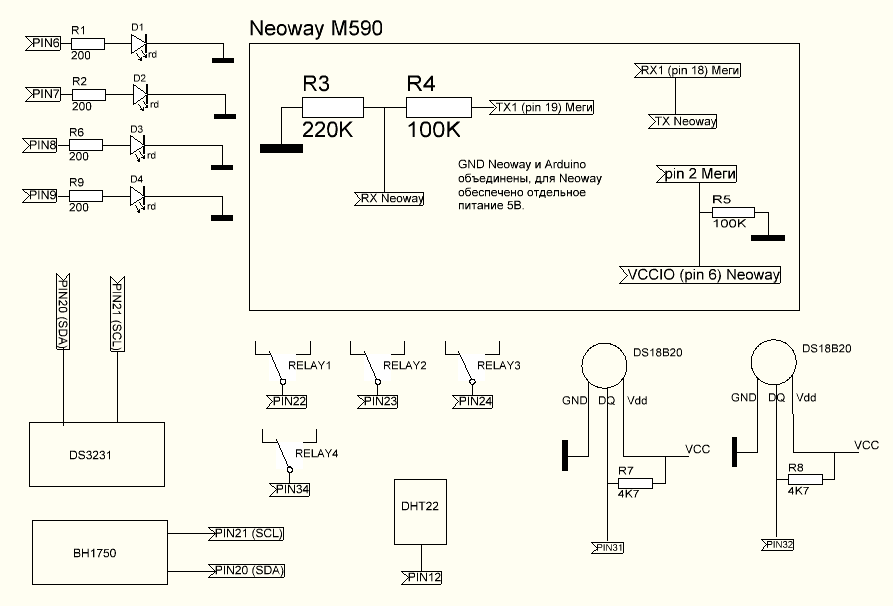 Neoway M590
R1
D1
PIN6
200
rd
R2
D2
PIN7
200
rd
R6
D3
PIN8
200
rd
R9
D4
PIN9
200
rd
R3
R4
220K
100K
TX1 (pin 19) Меги
RX Neoway
RX1 (pin 18) Меги
TX Neoway
GND Neoway и Arduino
объединены, для Neoway
обеспечено отдельное
питание 5В.
pin 2 Меги
R5
100K
VCCIO (pin 6) Neoway
PIN20 (SDA)
PIN21 (SCL)
DS3231
BH1750
PIN21 (SCL)
PIN20 (SDA)
RELAY1
PIN22
RELAY2
PIN23
RELAY3
PIN24
RELAY4
PIN34
DHT22
PIN12
DS18B20
GND DQ Vdd
VCC
R7
4K7
PIN31
DS18B20
GND DQ Vdd
VCC
R8
4K7
PIN32